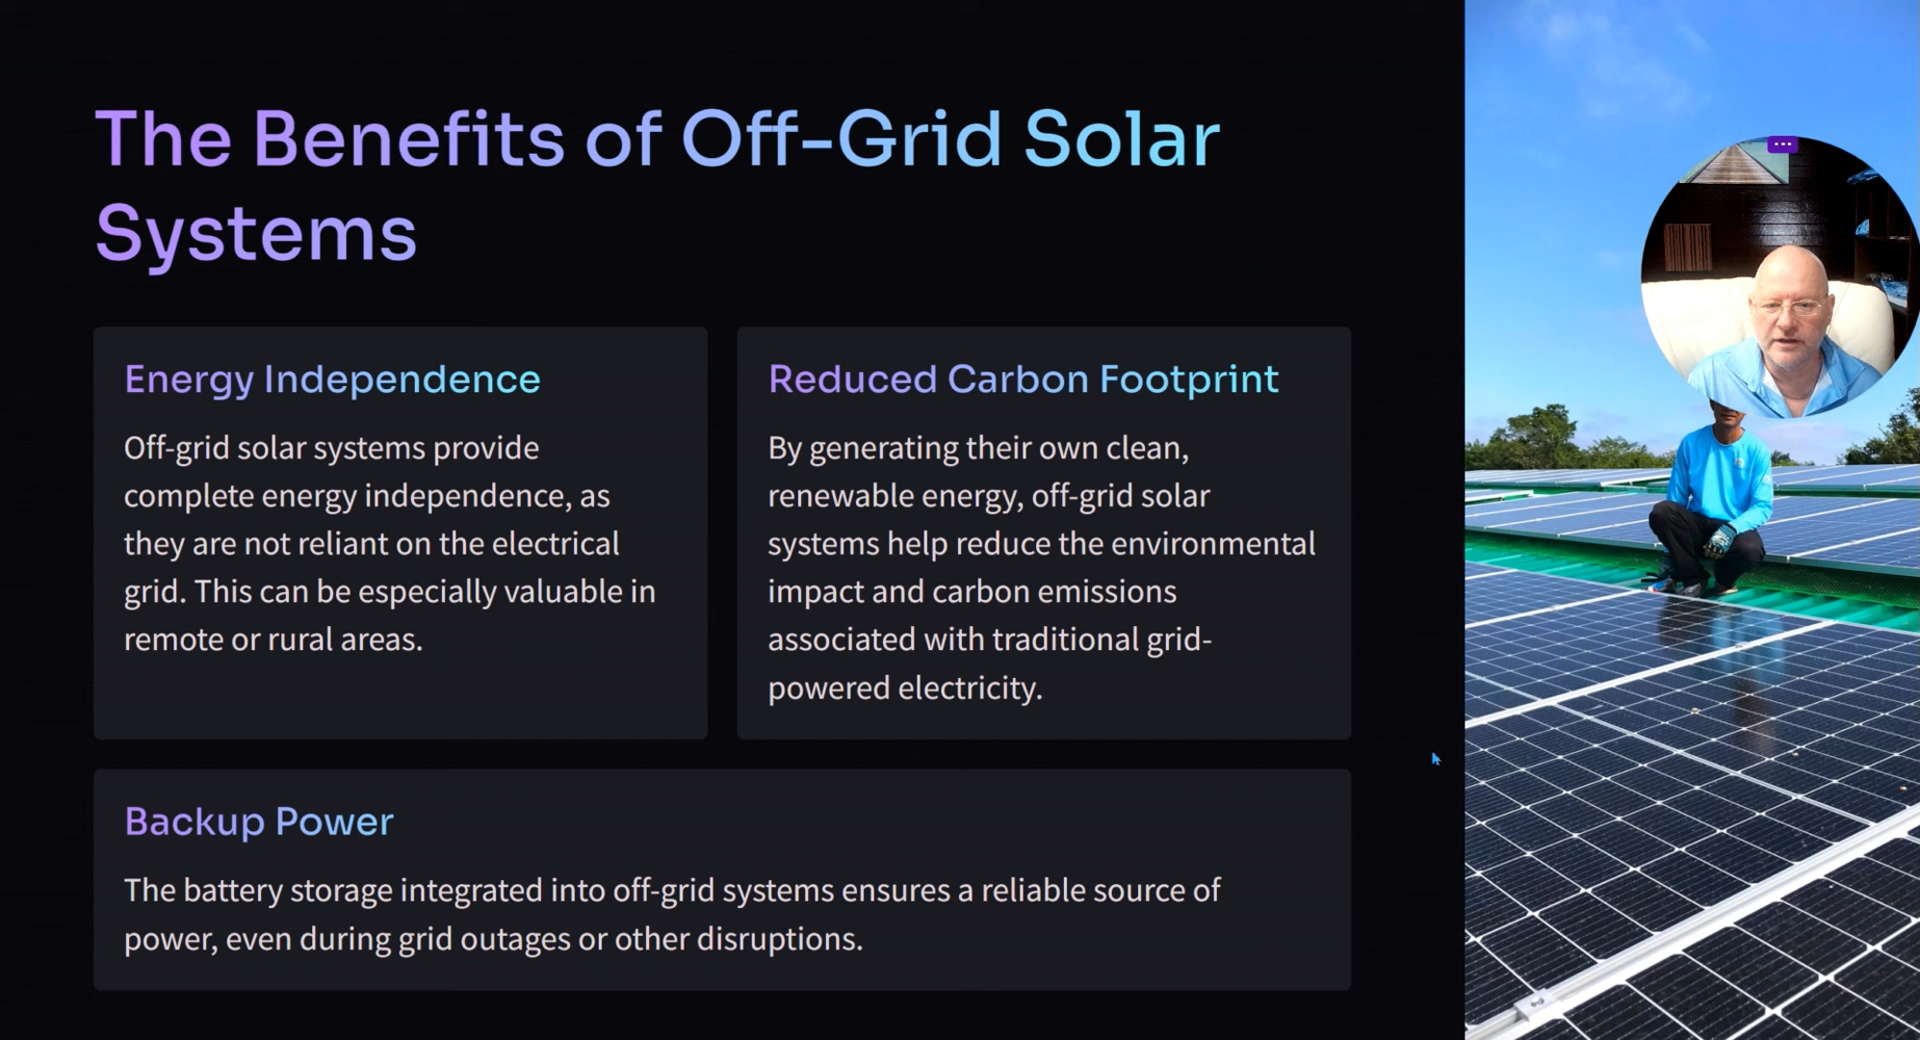 The Benefits of Off-Grid Solar
Systems
Energy Independence
Off-grid solar systems provide
complete energy independence, as
they are not reliant on the electrical
grid. This can be especially valuable in
remote or rural areas.
Reduced Carbon Footprint
By generating their own clean,
renewable energy, off-grid solar
systems help reduce the environmental
impact and carbon emissions
associated with traditional grid-
powered electricity.
Backup Power
The battery storage integrated into off-grid systems ensures a reliable source of
power, even during grid outages or other disruptions.